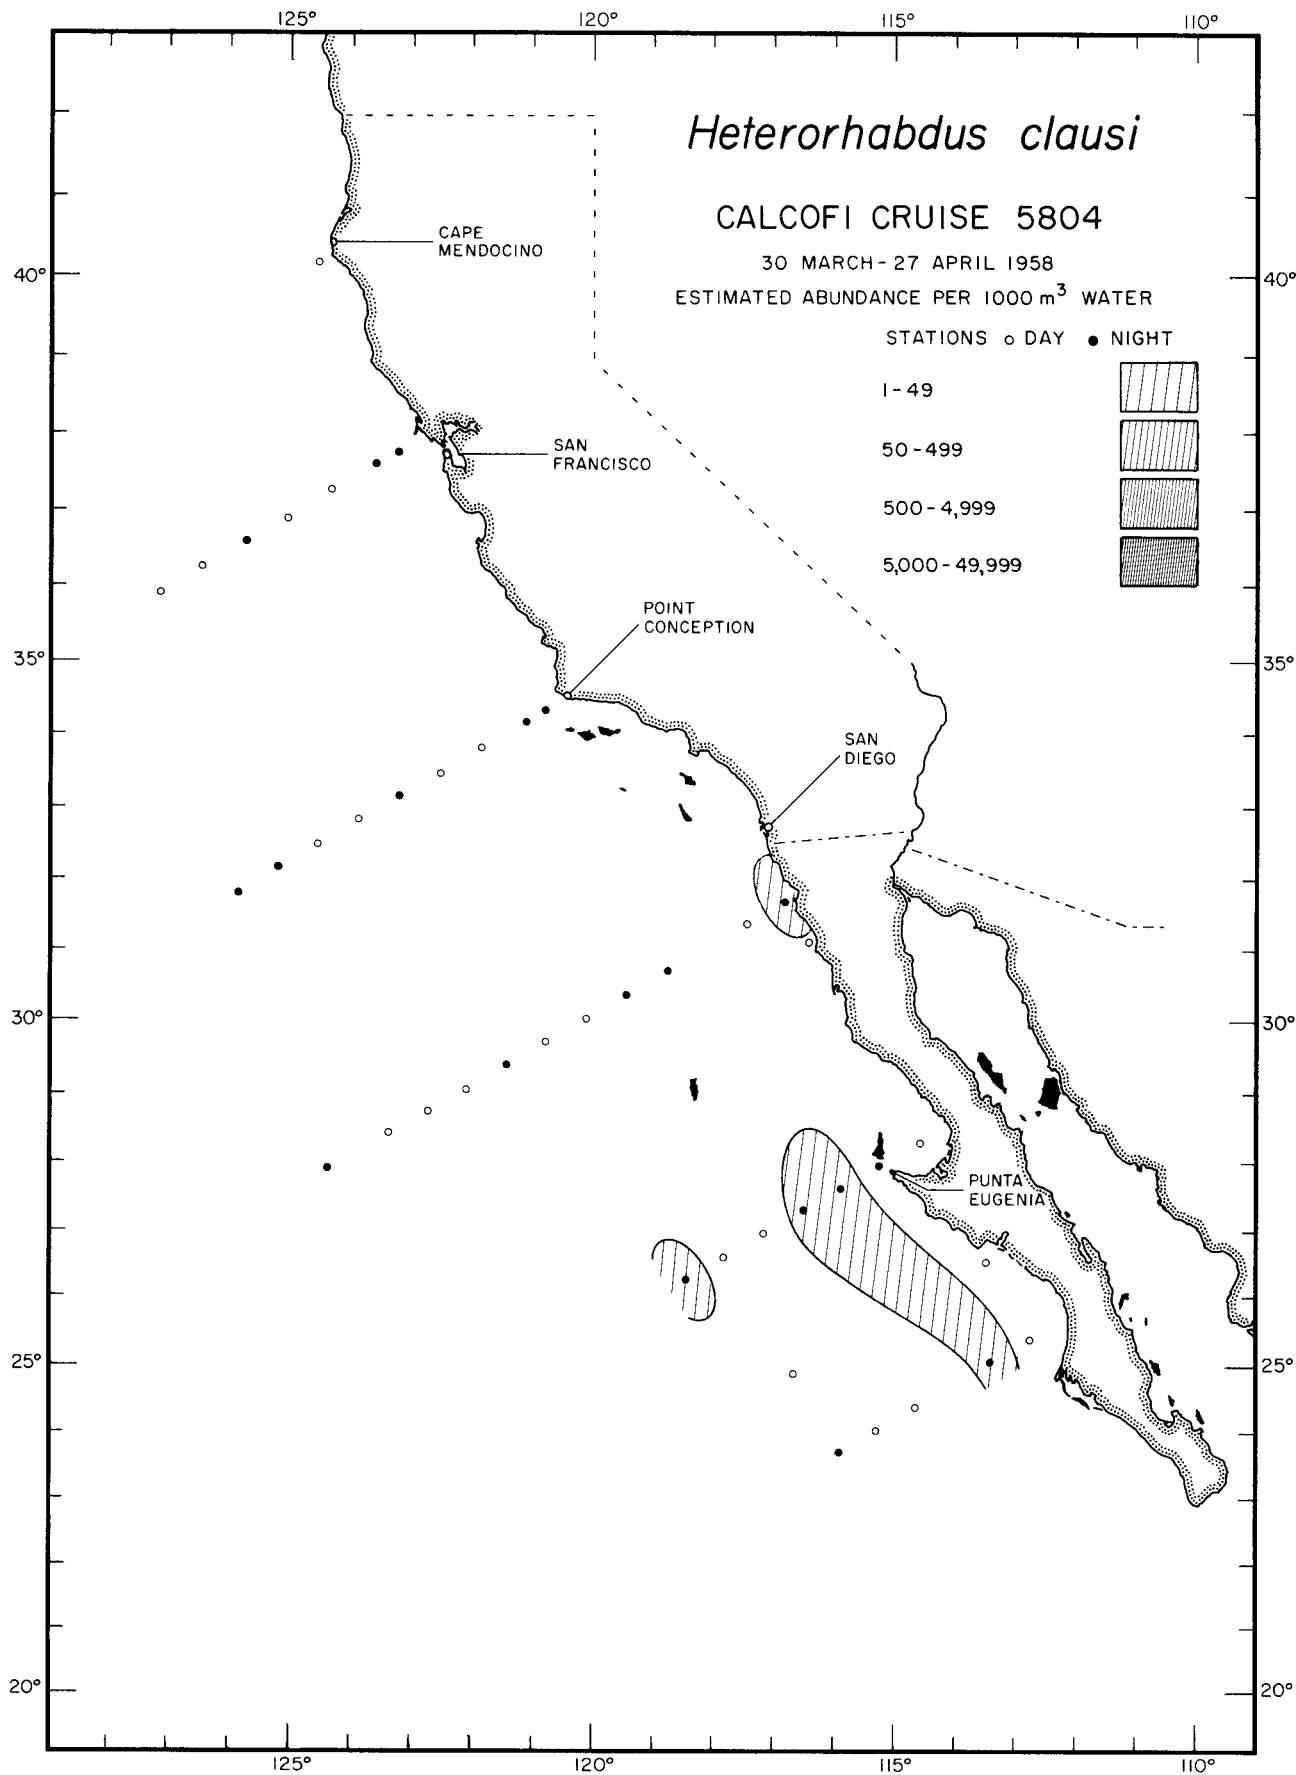 125° 120° 115° 110°
Heterorhabdus clausi
CALCOFI CRUISE 5804
30 MARCH - 27 APRIL 1958
ESTIMATED ABUNDANCE PER 1000 m³ WATER
STATIONS ○ DAY ● NIGHT
1 - 49
50 - 499
500 - 4,999
5,000 - 49,999
CAPE
MENDOCINO
40° 40°
SAN
FRANCISCO
POINT
CONCEPTION
35° 35°
SAN
DIEGO
30° 30°
PUNTA
EUGENIA
25° 25°
20° 20°
125° 120° 115° 110°